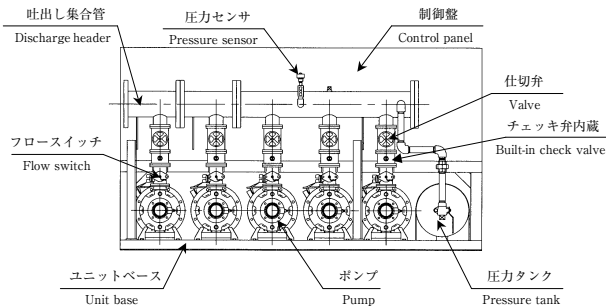 吐出し集合管
Discharge header
圧力センサ
Pressure sensor
制御盤
Control panel
仕切弁
Valve
チェッキ弁内蔵
Built-in check valve
フロースイッチ
Flow switch
ユニットベース
Unit base
ポンプ
Pump
圧力タンク
Pressure tank